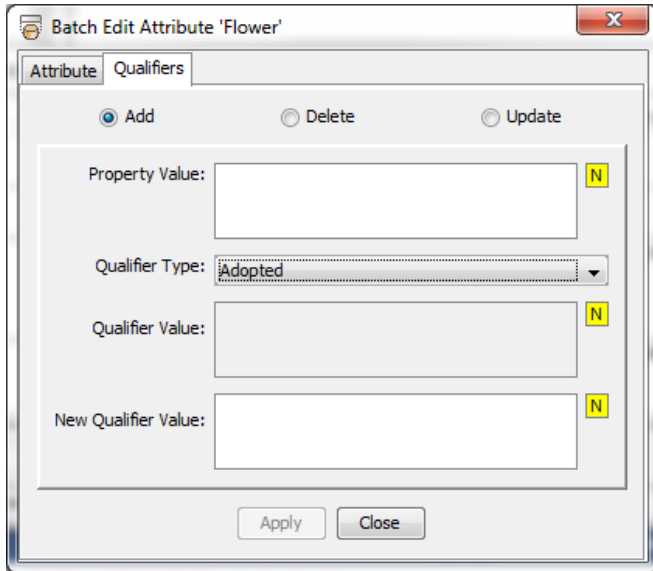 Batch Edit Attribute 'Flower'
Attribute Qualifiers
Add Delete Update
Property Value: N
Qualifier Type: Adopted
Qualifier Value: N
New Qualifier Value: N
Apply Close